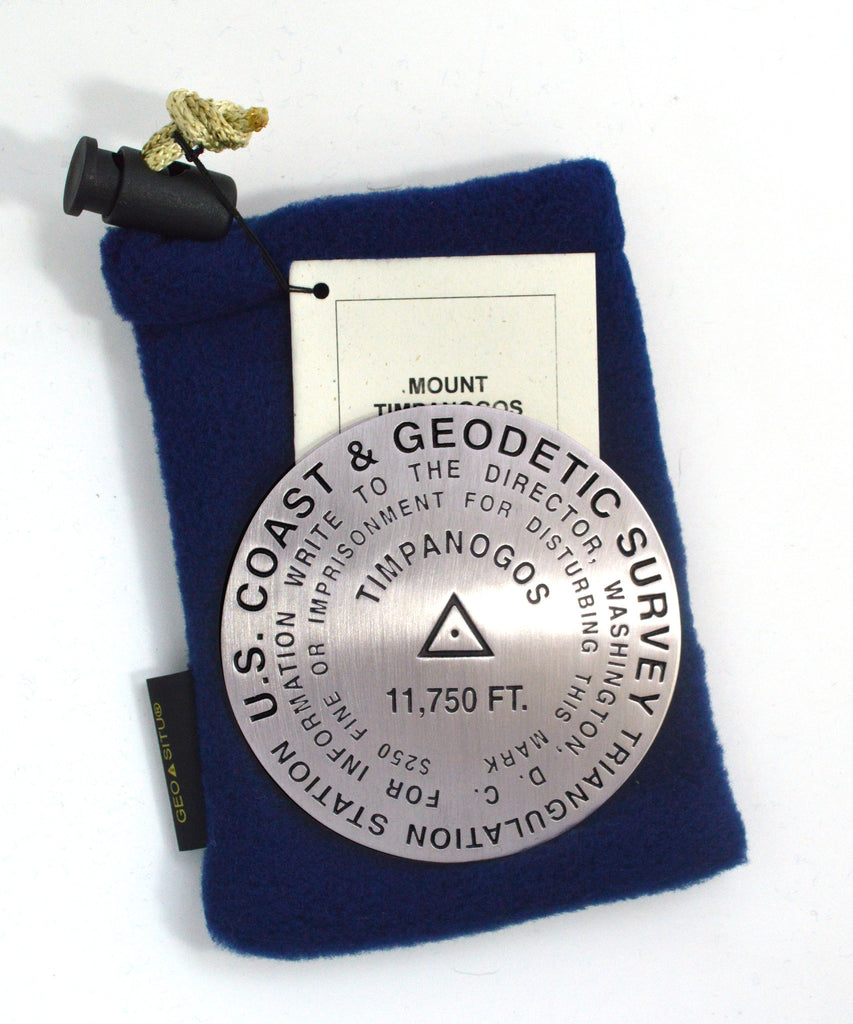 MOUNT
TIMPANOGOS
U.S. COAST & GEODETIC SURVEY TRIANGULATION STATION
FOR INFORMATION WRITE TO THE DIRECTOR, WASHINGTON, D. C.
$250 FINE OR IMPRISONMENT FOR DISTURBING THIS MARK
TIMPANOGOS
11,750 FT.
GEO SITU®